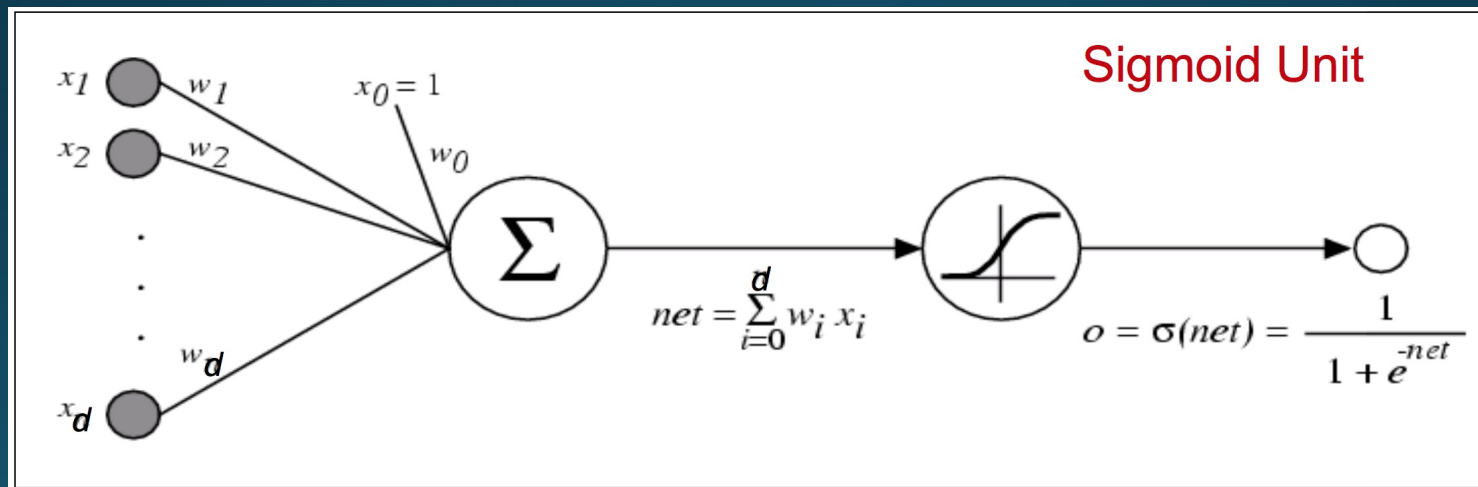 Sigmoid Unit
x1
w1
x0 = 1
x2
w2
w0
.
.
.
Σ
net = d Σ i=0 wi xi
o = σ(net) = 1 / 1 + e -net
wd
xd